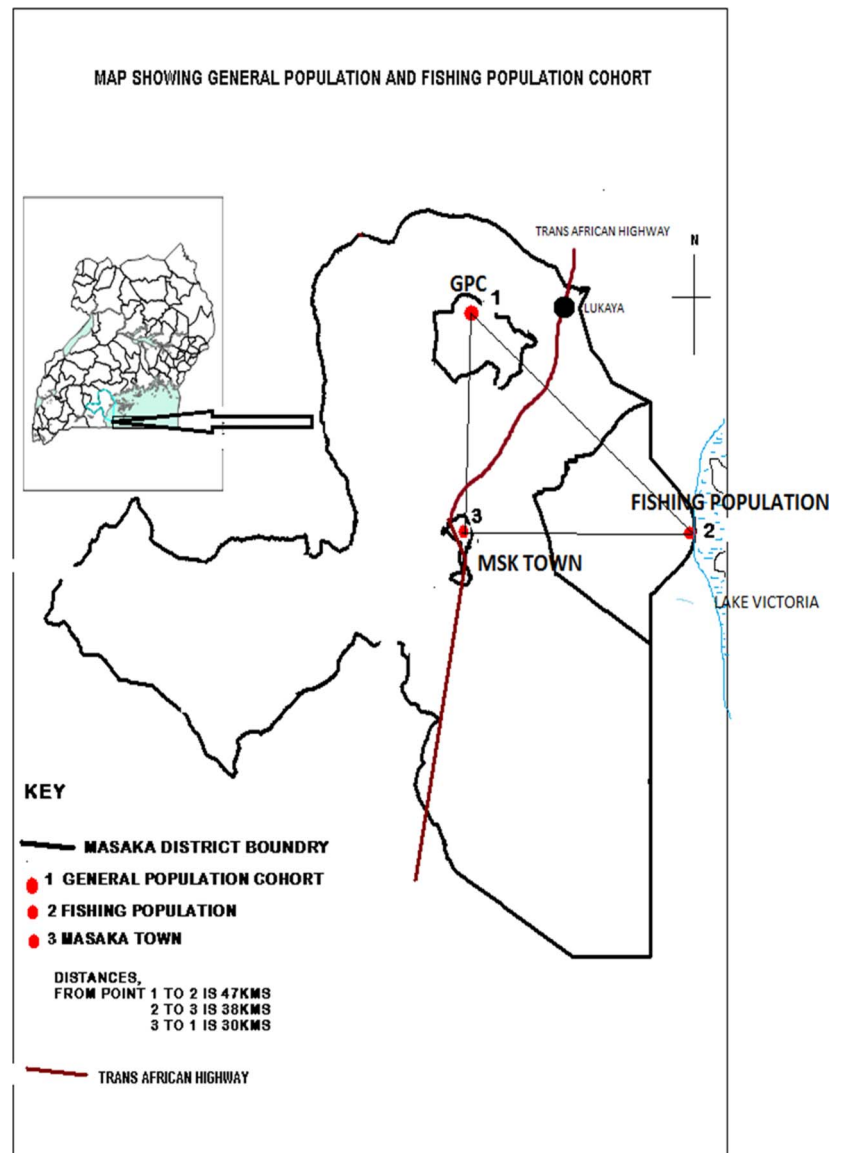 MAP SHOWING GENERAL POPULATION AND FISHING POPULATION COHORT
TRANS AFRICAN HIGHWAY
N
GPC
1
LUKAYA
FISHING POPULATION
3
2
MSK TOWN
LAKE VICTORIA
KEY
MASAKA DISTRICT BOUNDRY
1 GENERAL POPULATION COHORT
2 FISHING POPULATION
3 MASAKA TOWN
DISTANCES,
FROM POINT 1 TO 2 IS 47KMS
2 TO 3 IS 38KMS
3 TO 1 IS 30KMS
TRANS AFRICAN HIGHWAY